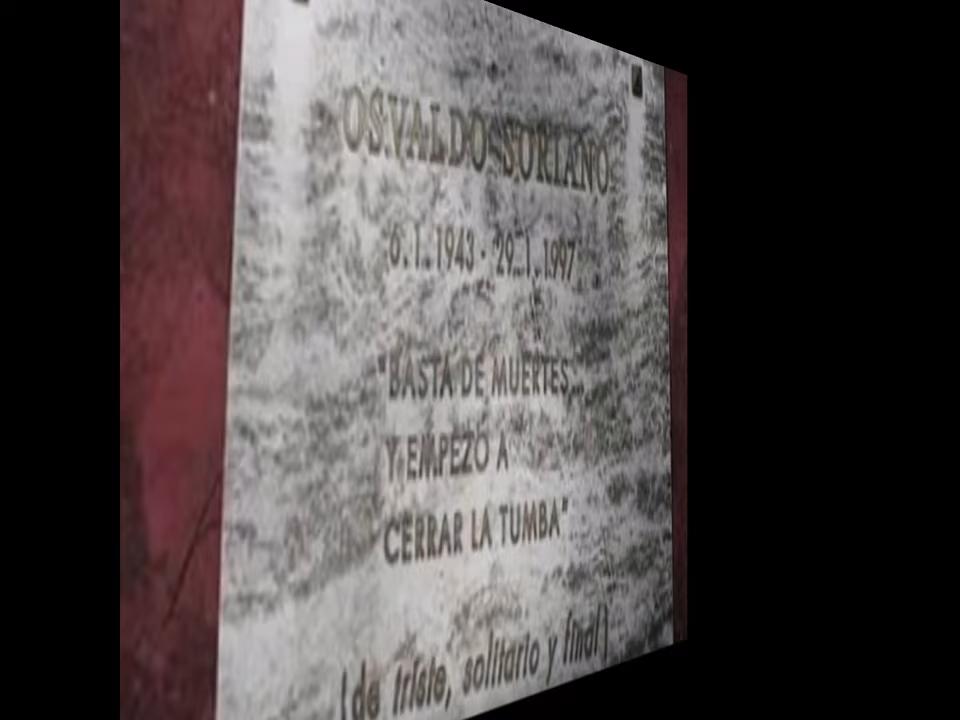 OSVALDO SORIANO
6.1.1943 - 29.1.1997
"BASTA DE MUERTES...
Y EMPEZÓ A
CERRAR LA TUMBA"
(de triste, solitario y final)